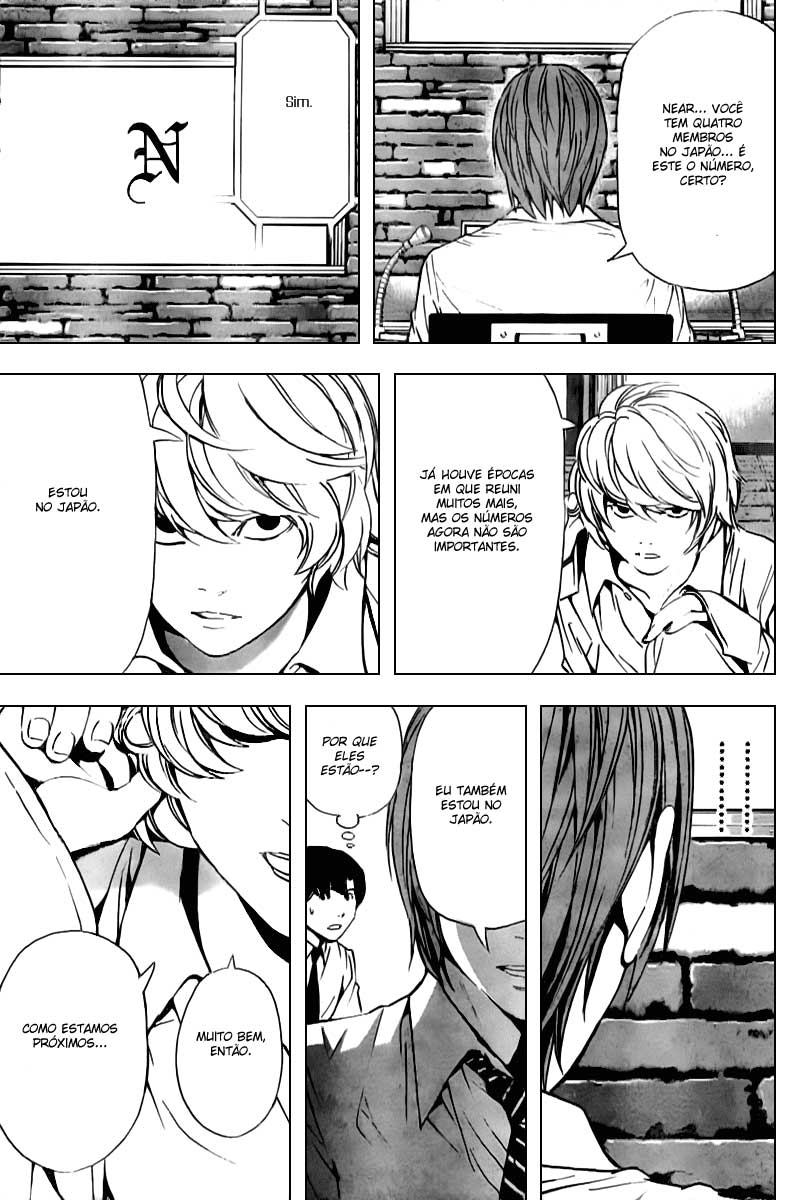 NEAR... VOCÊ
TEM QUATRO
MEMBROS
NO JAPÃO... É
ESTE O NÚMERO,
CERTO?
Sim.
N
JÁ HOUVE ÉPOCAS
EM QUE REUNI
MUITOS MAIS,
MAS OS NÚMEROS
AGORA NÃO SÃO
IMPORTANTES.
ESTOU
NO JAPÃO.
EU TAMBÉM
ESTOU NO
JAPÃO.
POR QUE
ELES
ESTÃO--?
MUITO BEM,
ENTÃO.
COMO ESTAMOS
PRÓXIMOS...